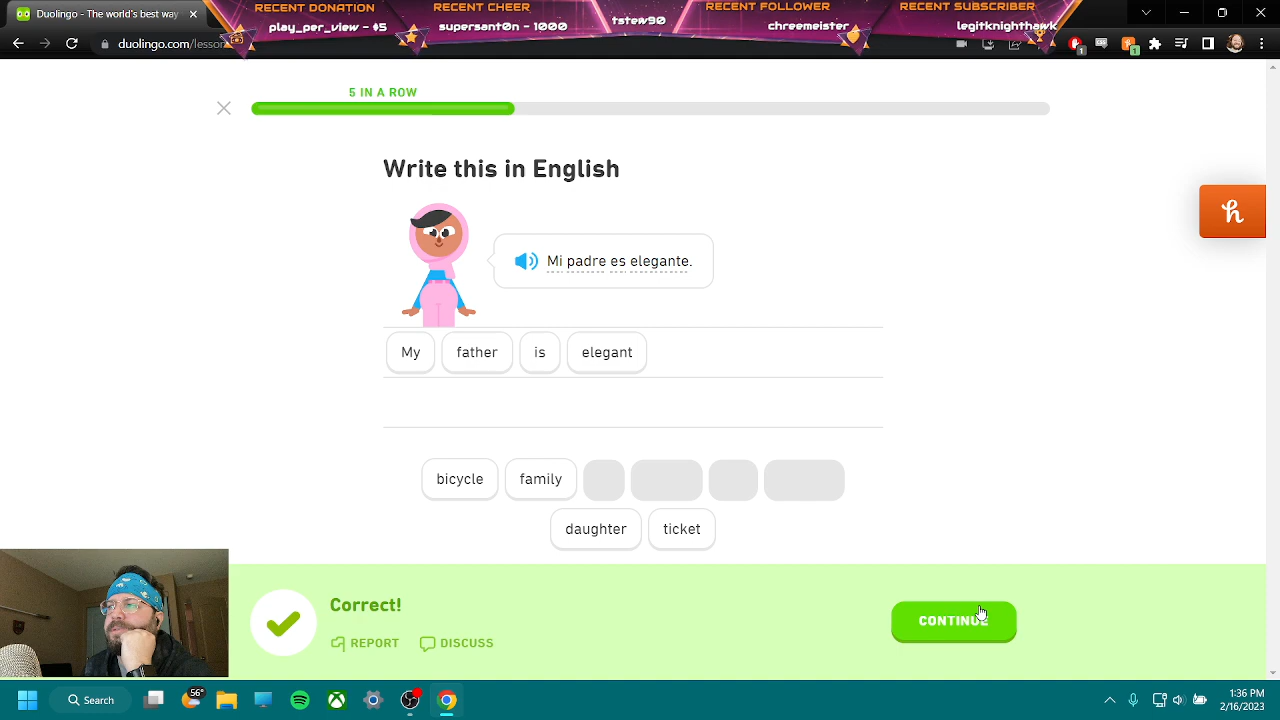 Duolingo - The world's best way
RECENT DONATION
play_per_view - $5
RECENT CHEER
supersant0n - 1000
tstew90
RECENT FOLLOWER
chreemeister
RECENT SUBSCRIBER
legitknighthawk
duolingo.com/lesson
1
1
5 IN A ROW
Write this in English
Mi padre es elegante.
My father is elegant
bicycle family
daughter ticket
Correct!
REPORT DISCUSS
CONTINUE
Search
56°
1:36 PM
2/16/2023